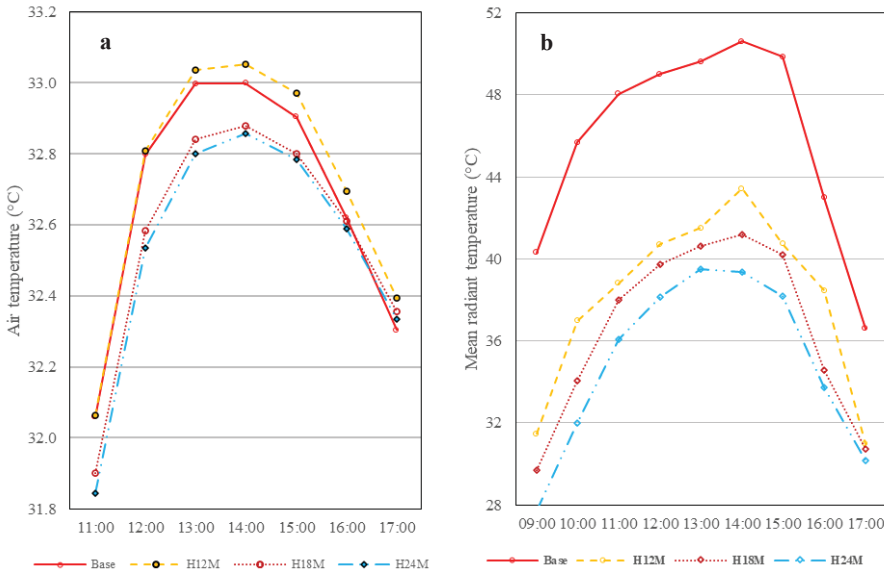 a
Air temperature (°C)
33.2
33.0
32.8
32.6
32.4
32.2
32.0
31.8
11:00 12:00 13:00 14:00 15:00 16:00 17:00
Base H12M H18M H24M
b
Mean radiant temperature (°C)
52
48
44
40
36
32
28
09:00 10:00 11:00 12:00 13:00 14:00 15:00 16:00 17:00
Base H12M H18M H24M